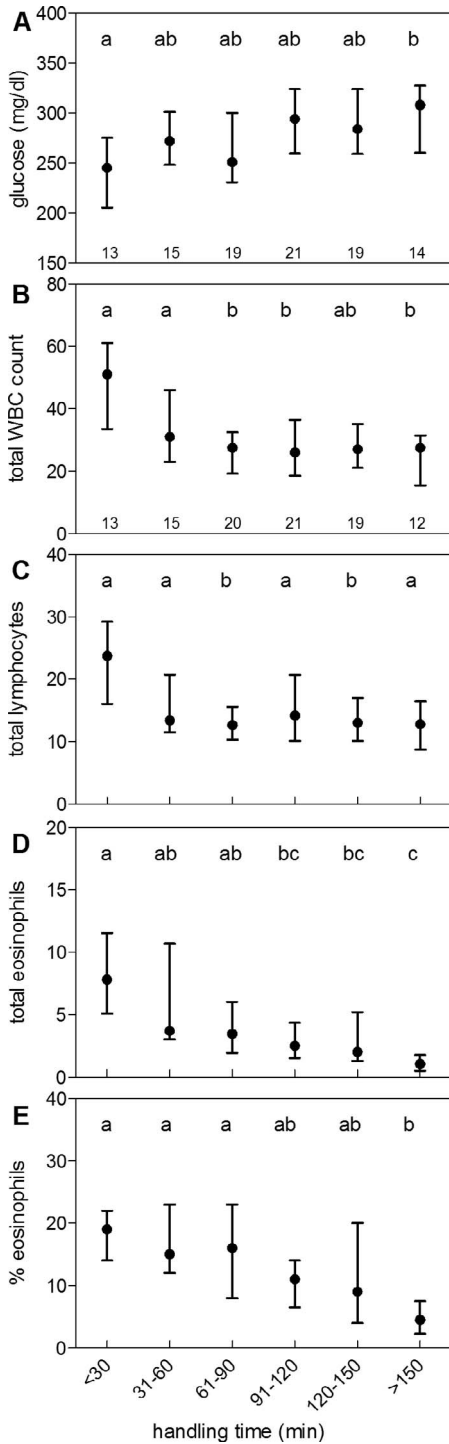 A
glucose (mg/dl)
400
350
300
250
200
150
a ab ab ab ab b
13 15 19 21 19 14
B
total WBC count
80
60
40
20
0
a a b b ab b
13 15 20 21 19 12
C
total lymphocytes
40
30
20
10
0
a a b a b a
D
total eosinophils
20
15
10
5
0
a ab ab bc bc c
E
% eosinophils
40
30
20
10
0
a a a ab ab b
<30 31-60 61-90 91-120 120-150 >150
handling time (min)